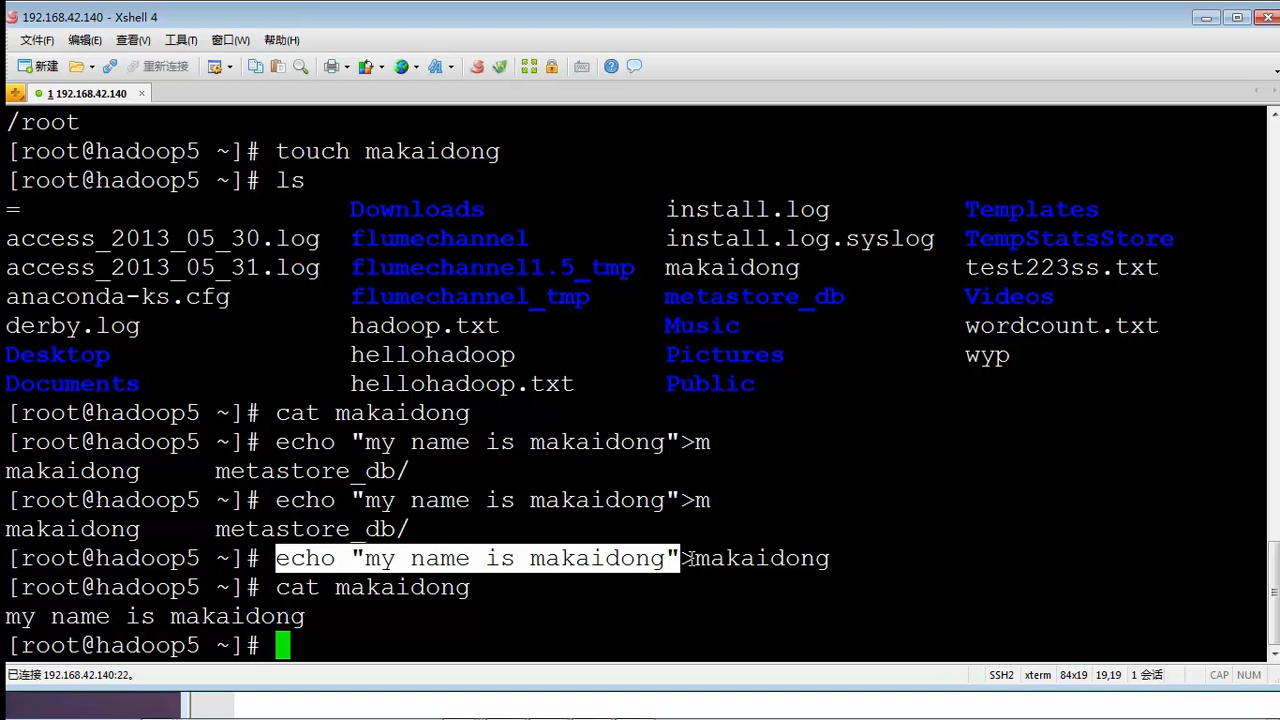 192.168.42.140 - Xshell 4
文件(F) 编辑(E) 查看(V) 工具(T) 窗口(W) 帮助(H)
新建 重新连接
1 192.168.42.140
/root
[root@hadoop5 ~]# touch makaidong
[root@hadoop5 ~]# ls
= Downloads install.log Templates
access_2013_05_30.log flumechannel install.log.syslog TempStatsStore
access_2013_05_31.log flumechannel1.5_tmp makaidong test223ss.txt
anaconda-ks.cfg flumechannel_tmp metastore_db Videos
derby.log hadoop.txt Music wordcount.txt
Desktop hellohadoop Pictures wyp
Documents hellohadoop.txt Public
[root@hadoop5 ~]# cat makaidong
[root@hadoop5 ~]# echo "my name is makaidong">m
makaidong metastore_db/
[root@hadoop5 ~]# echo "my name is makaidong">m
makaidong metastore_db/
[root@hadoop5 ~]# echo "my name is makaidong">makaidong
[root@hadoop5 ~]# cat makaidong
my name is makaidong
[root@hadoop5 ~]#
已连接 192.168.42.140:22。 SSH2 xterm 84x19 19,19 1 会话 CAP NUM